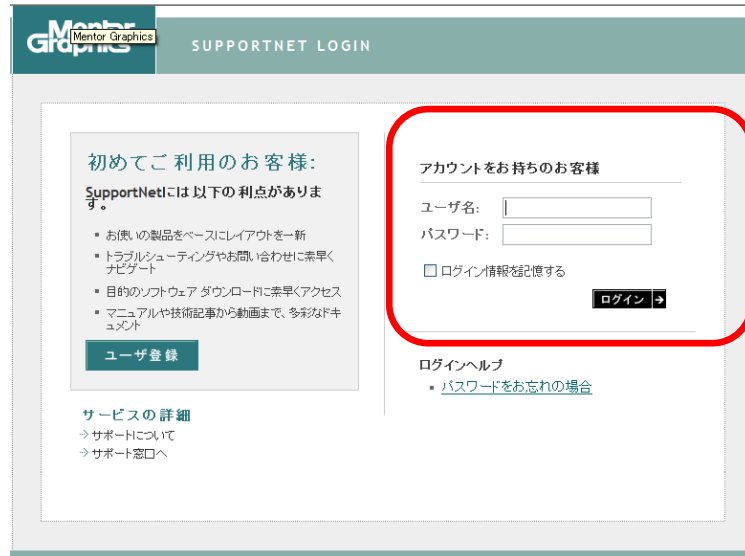 Mentor Graphics
Mentor Graphics
SUPPORTNET LOGIN
初めてご利用のお客様:
SupportNetには以下の利点がありま
す。
お使いの製品をベースにレイアウトを一新
トラブルシューティングやお問い合わせに素早く
ナビゲート
目的のソフトウェア ダウンロードに素早くアクセス
マニュアルや技術記事から動画まで、多彩なドキ
ュメント
ユーザ登録
サービスの詳細
サポートについて
サポート窓口へ
アカウントをお持ちのお客様
ユーザ名:
パスワード:
ログイン情報を記憶する
ログイン
ログインヘルプ
パスワードをお忘れの場合